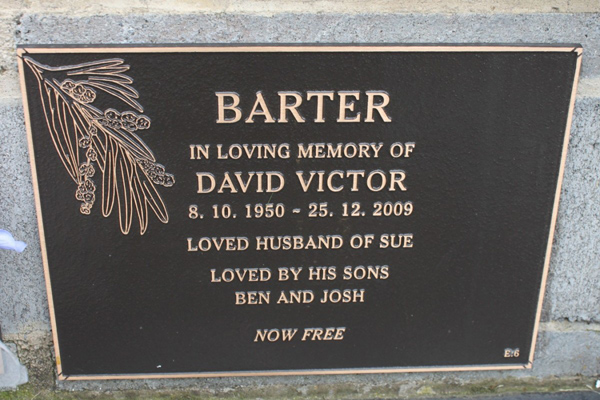 BARTER
IN LOVING MEMORY OF
DAVID VICTOR
8. 10. 1950 ~ 25. 12. 2009
LOVED HUSBAND OF SUE
LOVED BY HIS SONS
BEN AND JOSH
NOW FREE
E:6